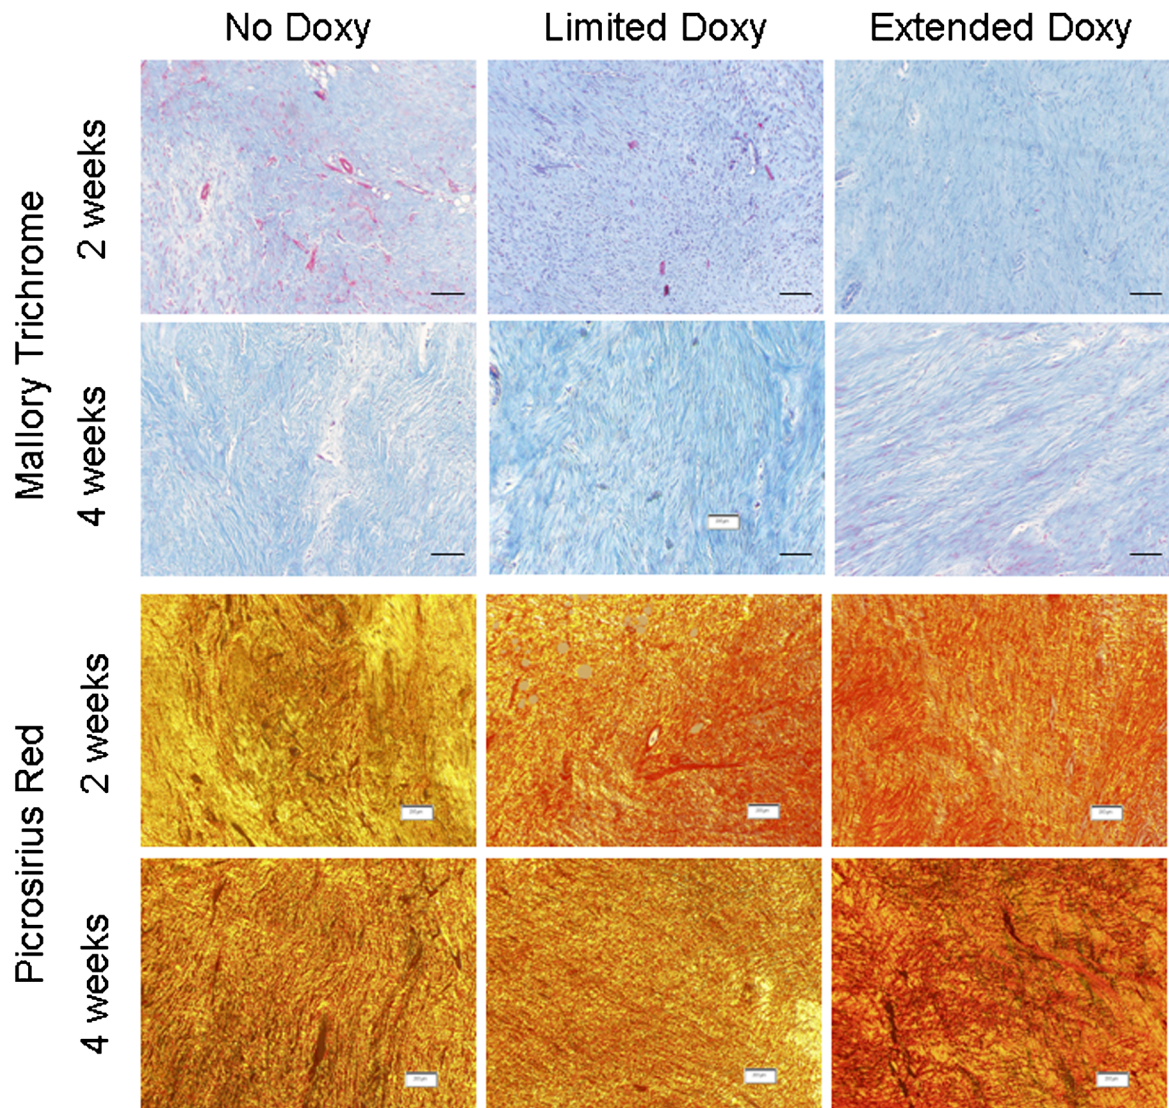 No Doxy Limited Doxy Extended Doxy
Mallory Trichrome
2 weeks
4 weeks
Picrosirius Red
2 weeks
4 weeks